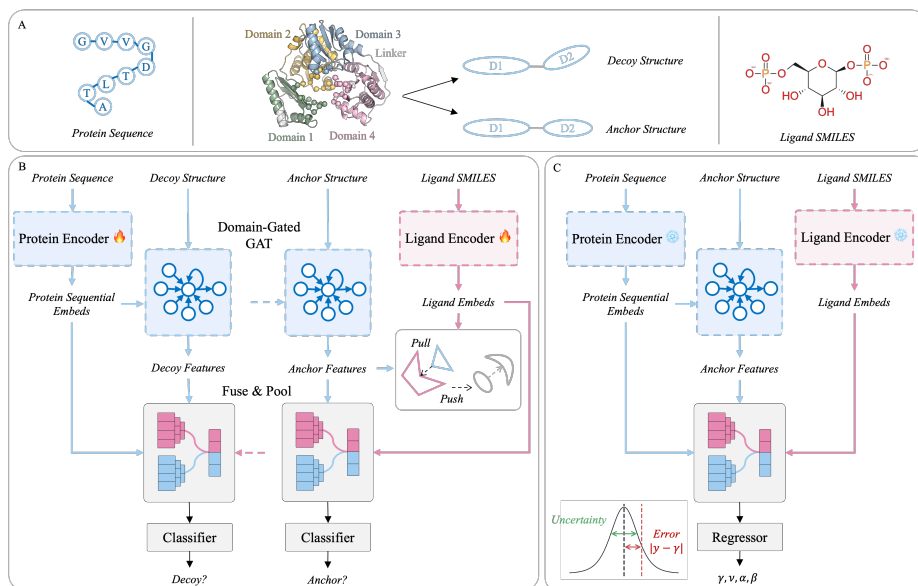 A
G V V G
T L T D
A
Protein Sequence
Domain 2
Domain 3
Linker
Domain 1
Domain 4
D1
D2
Decoy Structure
D1
D2
Anchor Structure
O⁻
O
P
O
O⁻
O
O
O
P
O⁻
O⁻
HO
OH
OH
Ligand SMILES
B
Protein Sequence
Decoy Structure
Anchor Structure
Ligand SMILES
Protein Encoder
Domain-Gated
GAT
Ligand Encoder
Protein Sequential
Embeds
Ligand Embeds
Decoy Features
Anchor Features
Pull
Push
Fuse & Pool
Classifier
Classifier
Decoy?
Anchor?
C
Protein Sequence
Anchor Structure
Ligand SMILES
Protein Encoder
Ligand Encoder
Protein Sequential
Embeds
Ligand Embeds
Anchor Features
Uncertainty
Error
|y − γ|
Regressor
γ, ν, α, β